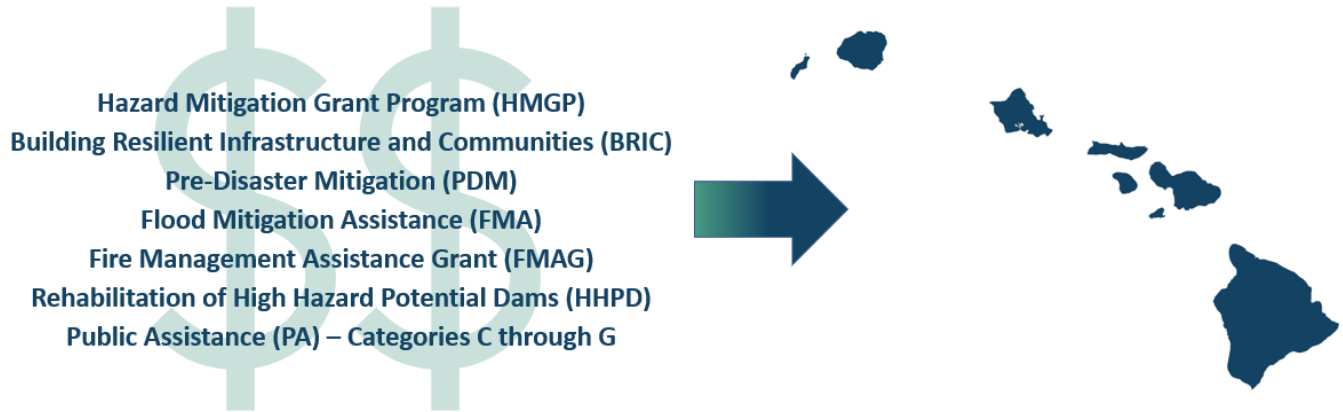 Hazard Mitigation Grant Program (HMGP)
Building Resilient Infrastructure and Communities (BRIC)
Pre-Disaster Mitigation (PDM)
Flood Mitigation Assistance (FMA)
Fire Management Assistance Grant (FMAG)
Rehabilitation of High Hazard Potential Dams (HHPD)
Public Assistance (PA) – Categories C through G